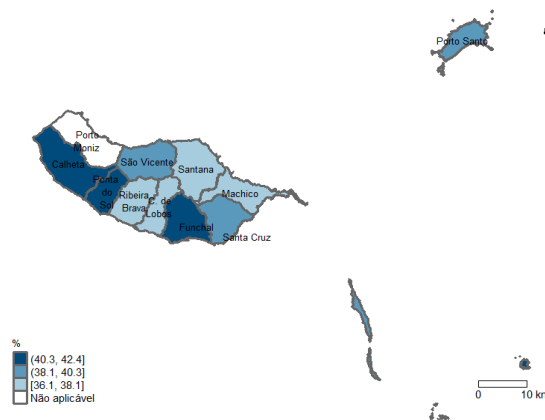 Porto Santo
Porto
Moniz
Calheta
São Vicente
Santana
Ponta
do
Sol
Ribeira
Brava
C. de
Lobos
Machico
Funchal
Santa Cruz
%
(40.3, 42.4]
(38.1, 40.3]
[36.1, 38.1]
Não aplicável
0
10 km